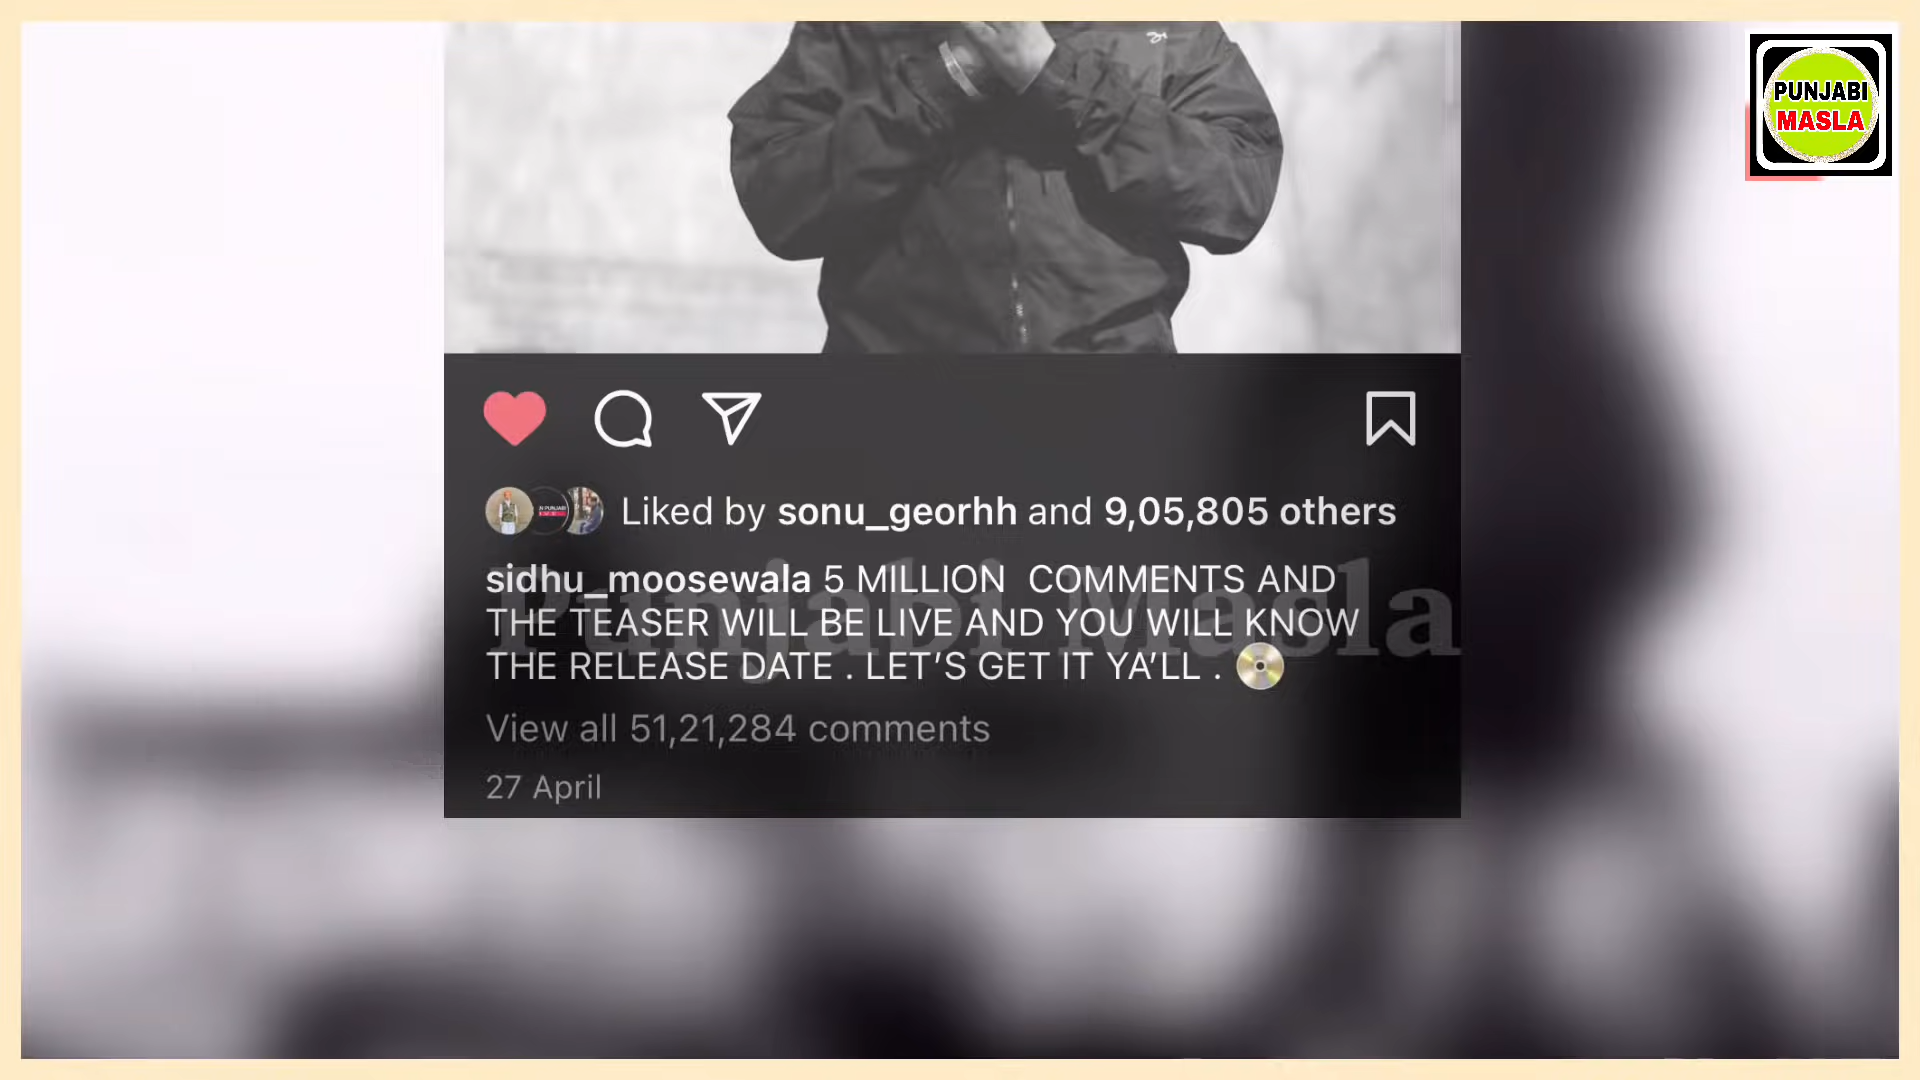 PUNJABI
MASLA
Liked by sonu_georhh and 9,05,805 others
sidhu_moosewala 5 MILLION COMMENTS AND
THE TEASER WILL BE LIVE AND YOU WILL KNOW
THE RELEASE DATE . LET’S GET IT YA’LL . 📀
Punjabi Masla
View all 51,21,284 comments
27 April